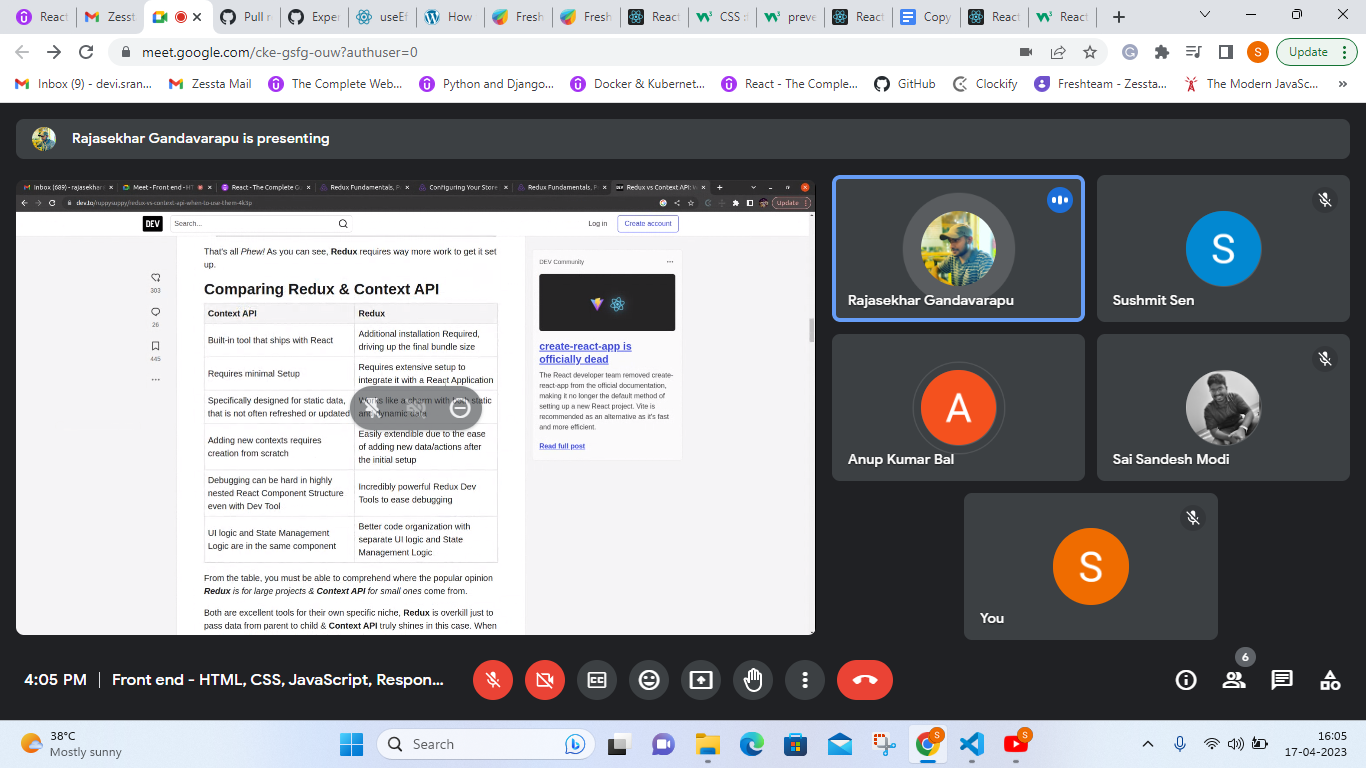 React
Zessta
Pull r
Exper
useEf
How
Fresh
Fresh
React
CSS :
preve
React
Copy
React
React
meet.google.com/cke-gsfg-ouw?authuser=0
S
Update
Inbox (9) - devi.sran...
Zessta Mail
The Complete Web...
Python and Django...
Docker & Kubernet...
React - The Comple...
GitHub
Clockify
Freshteam - Zessta...
The Modern JavaSc...
»
Rajasekhar Gandavarapu is presenting
Inbox (689) - rajasekhar
Meet - Front end - HT
React - The Complete G
Redux Fundamentals, P
Configuring Your Store
Redux Fundamentals, P
Redux vs Context API:
dev.to/ruppysuppy/redux-vs-context-api-when-to-use-them-4k3p
Update
DEV
Search...
Log in
Create account
That's all Phew! As you can see, Redux requires way more work to get it set
up.
303
26
445
Comparing Redux & Context API
Context API
Redux
Built-in tool that ships with React
Additional installation Required,
driving up the final bundle size
Requires minimal Setup
Requires extensive setup to
integrate it with a React Application
Specifically designed for static data,
that is not often refreshed or updated
Works like a charm with both static
and dynamic data
Adding new contexts requires
creation from scratch
Easily extendible due to the ease
of adding new data/actions after
the initial setup
Debugging can be hard in highly
nested React Component Structure
even with Dev Tool
Incredibly powerful Redux Dev
Tools to ease debugging
UI logic and State Management
Logic are in the same component
Better code organization with
separate UI logic and State
Management Logic
From the table, you must be able to comprehend where the popular opinion
Redux is for large projects & Context API for small ones come from.
Both are excellent tools for their own specific niche, Redux is overkill just to
pass data from parent to child & Context API truly shines in this case. When
DEV Community
create-react-app is
officially dead
The React developer team removed create-
react-app from the official documentation,
making it no longer the default method of
setting up a new React project. Vite is
recommended as an alternative as it's fast
and more efficient.
Read full post
Rajasekhar Gandavarapu
S
Sushmit Sen
A
Anup Kumar Bal
Sai Sandesh Modi
S
You
4:05 PM
Front end - HTML, CSS, JavaScript, Respon...
6
38°C
Mostly sunny
Search
S
S
16:05
17-04-2023